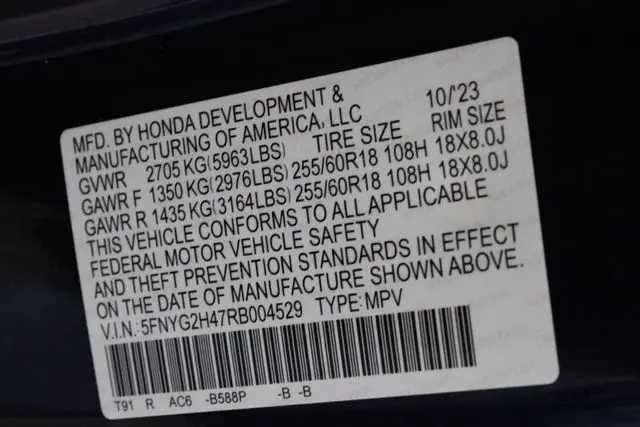 MFD. BY HONDA DEVELOPMENT & 10/'23
MANUFACTURING OF AMERICA, LLC
GVWR 2705 KG(5963LBS) TIRE SIZE RIM SIZE
GAWR F 1350 KG(2976LBS) 255/60R18 108H 18X8.0J
GAWR R 1435 KG(3164LBS) 255/60R18 108H 18X8.0J
THIS VEHICLE CONFORMS TO ALL APPLICABLE
FEDERAL MOTOR VEHICLE SAFETY
AND THEFT PREVENTION STANDARDS IN EFFECT
ON THE DATE OF MANUFACTURE SHOWN ABOVE.
V.I.N.:5FNYG2H47RB004529 TYPE:MPV
T91 R AC6 -B588P -B -B